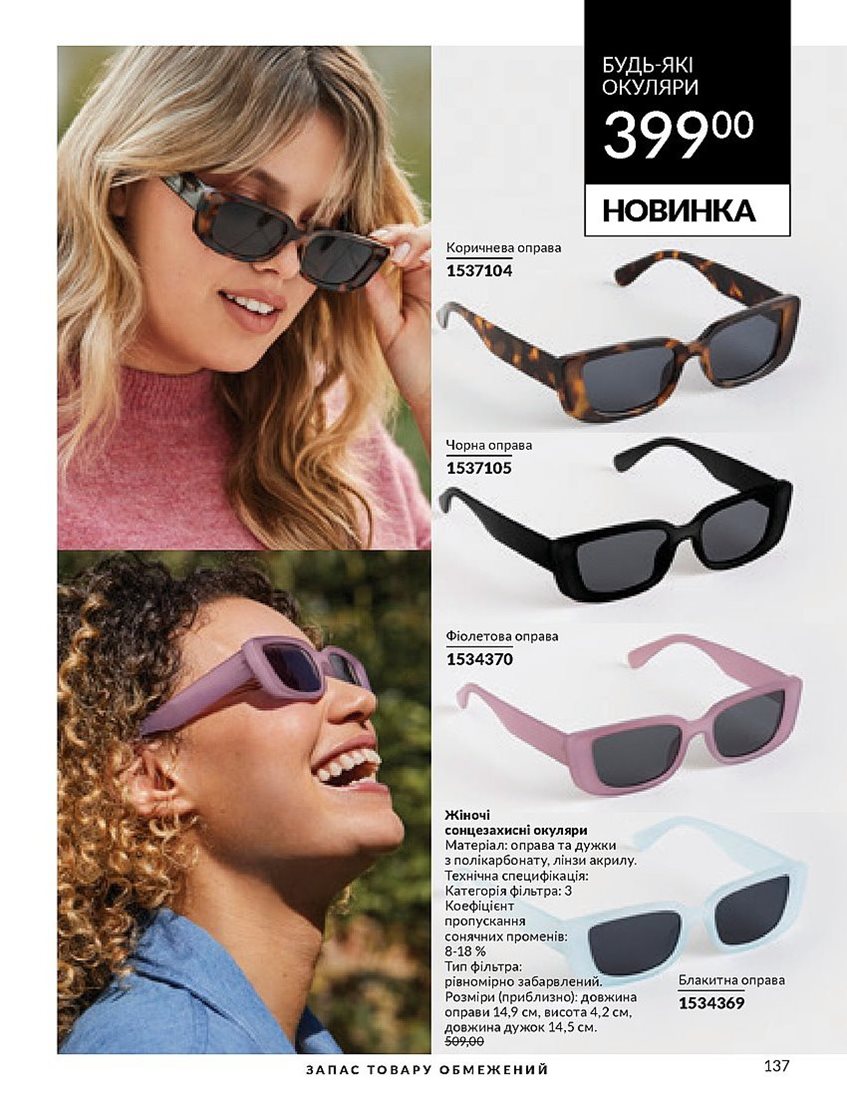 БУДЬ-ЯКІ
ОКУЛЯРИ
399⁰⁰
НОВИНКА
Коричнева оправа
1537104
Чорна оправа
1537105
Фіолетова оправа
1534370
Жіночі
сонцезахисні окуляри
Матеріал: оправа та дужки
з полікарбонату, лінзи акрилу.
Технічна специфікація:
Категорія фільтра: 3
Коефіцієнт
пропускання
сонячних променів:
8-18 %
Тип фільтра:
рівномірно забарвлений.
Розміри (приблизно): довжина
оправи 14,9 см, висота 4,2 см,
довжина дужок 14,5 см.
509,00
Блакитна оправа
1534369
ЗАПАС ТОВАРУ ОБМЕЖЕНИЙ
137